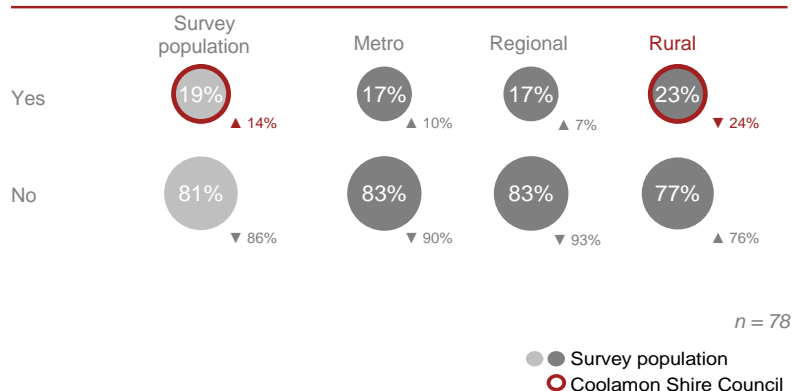 Survey
population
Metro
Regional
Rural
Yes
19%
▲ 14%
17%
▲ 10%
17%
▲ 7%
23%
▼ 24%
No
81%
▼ 86%
83%
▼ 90%
83%
▼ 93%
77%
▲ 76%
n = 78
Survey population
Coolamon Shire Council